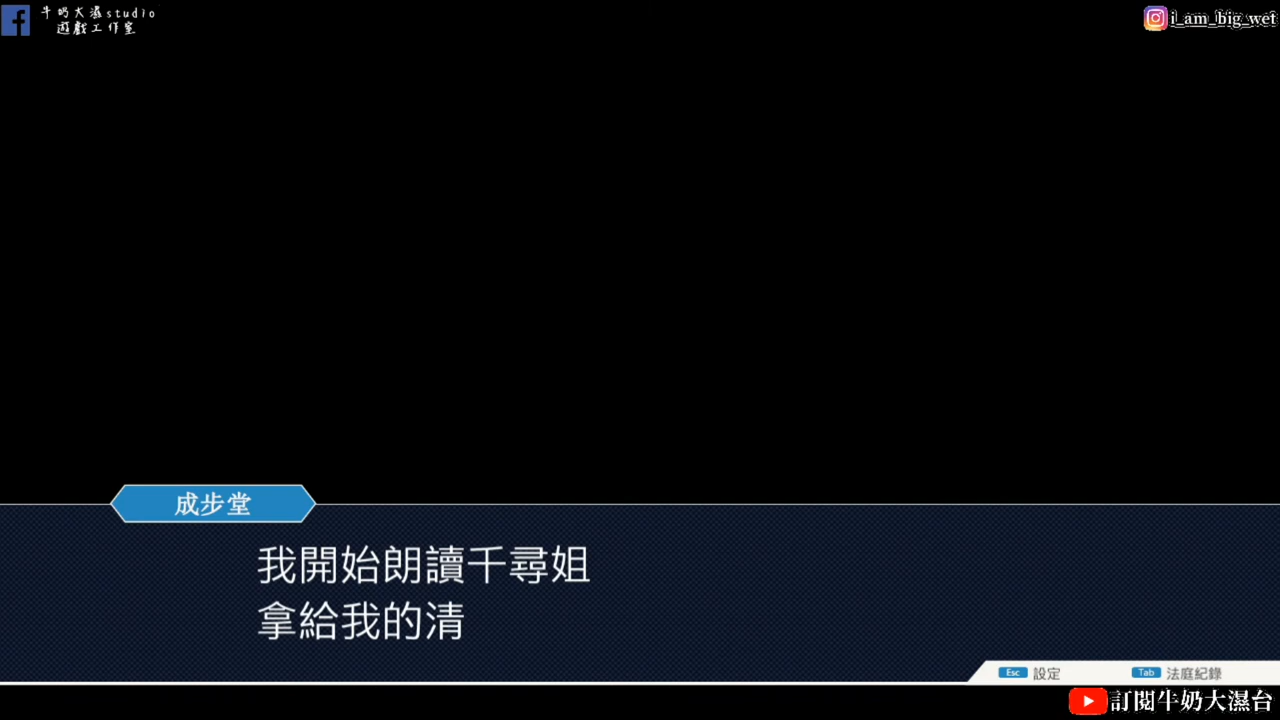 牛奶大濕studio
遊戲工作室
i_am_big_wet
成步堂
我開始朗讀千尋姐
拿給我的清
Esc 設定 Tab 法庭紀錄
訂閱牛奶大濕台